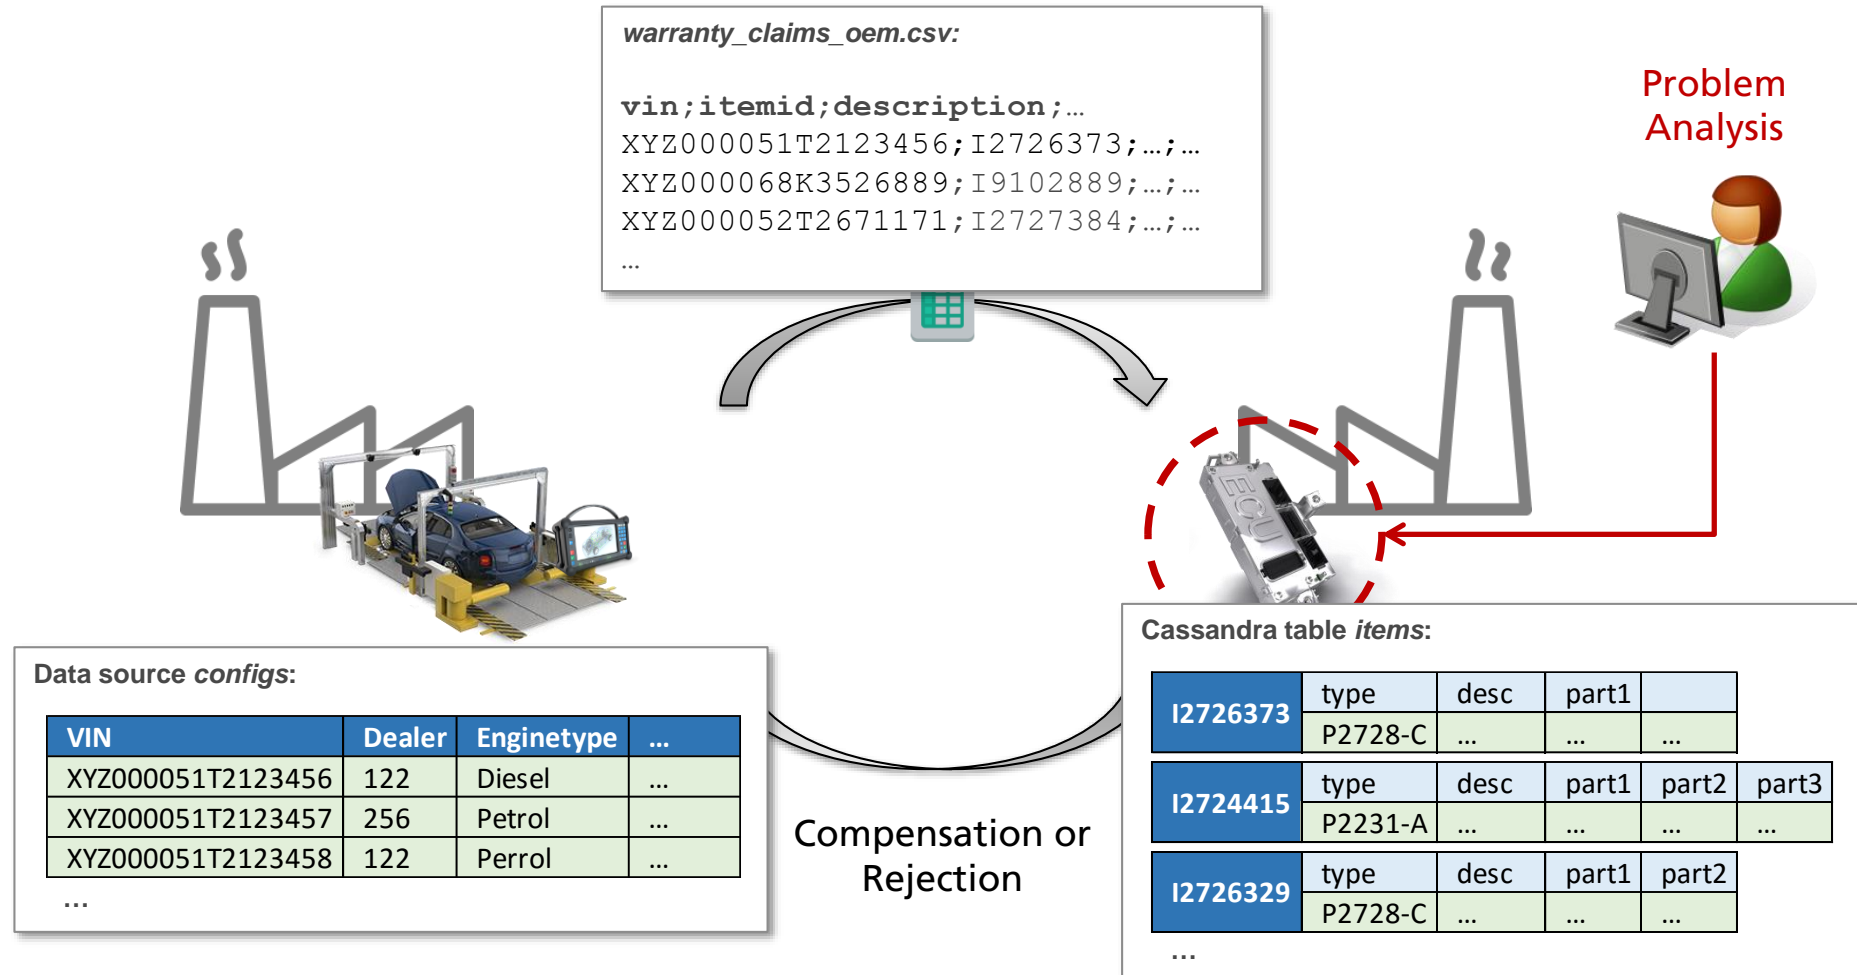 warranty_claims_oem.csv:
vin;itemid;description;…
XYZ000051T2123456;I2726373;…;…
XYZ000068K3526889;I9102889;…;…
XYZ000052T2671171;I2727384;…;…
…
Problem
Analysis
ECU
Data source configs:
VIN Dealer Enginetype …
XYZ000051T2123456 122 Diesel …
XYZ000051T2123457 256 Petrol …
XYZ000051T2123458 122 Perrol …
…
Compensation or
Rejection
Cassandra table items:
I2726373
type desc part1
P2728-C … … …
I2724415
type desc part1 part2 part3
P2231-A … … … …
I2726329
type desc part1 part2
P2728-C … … …
…